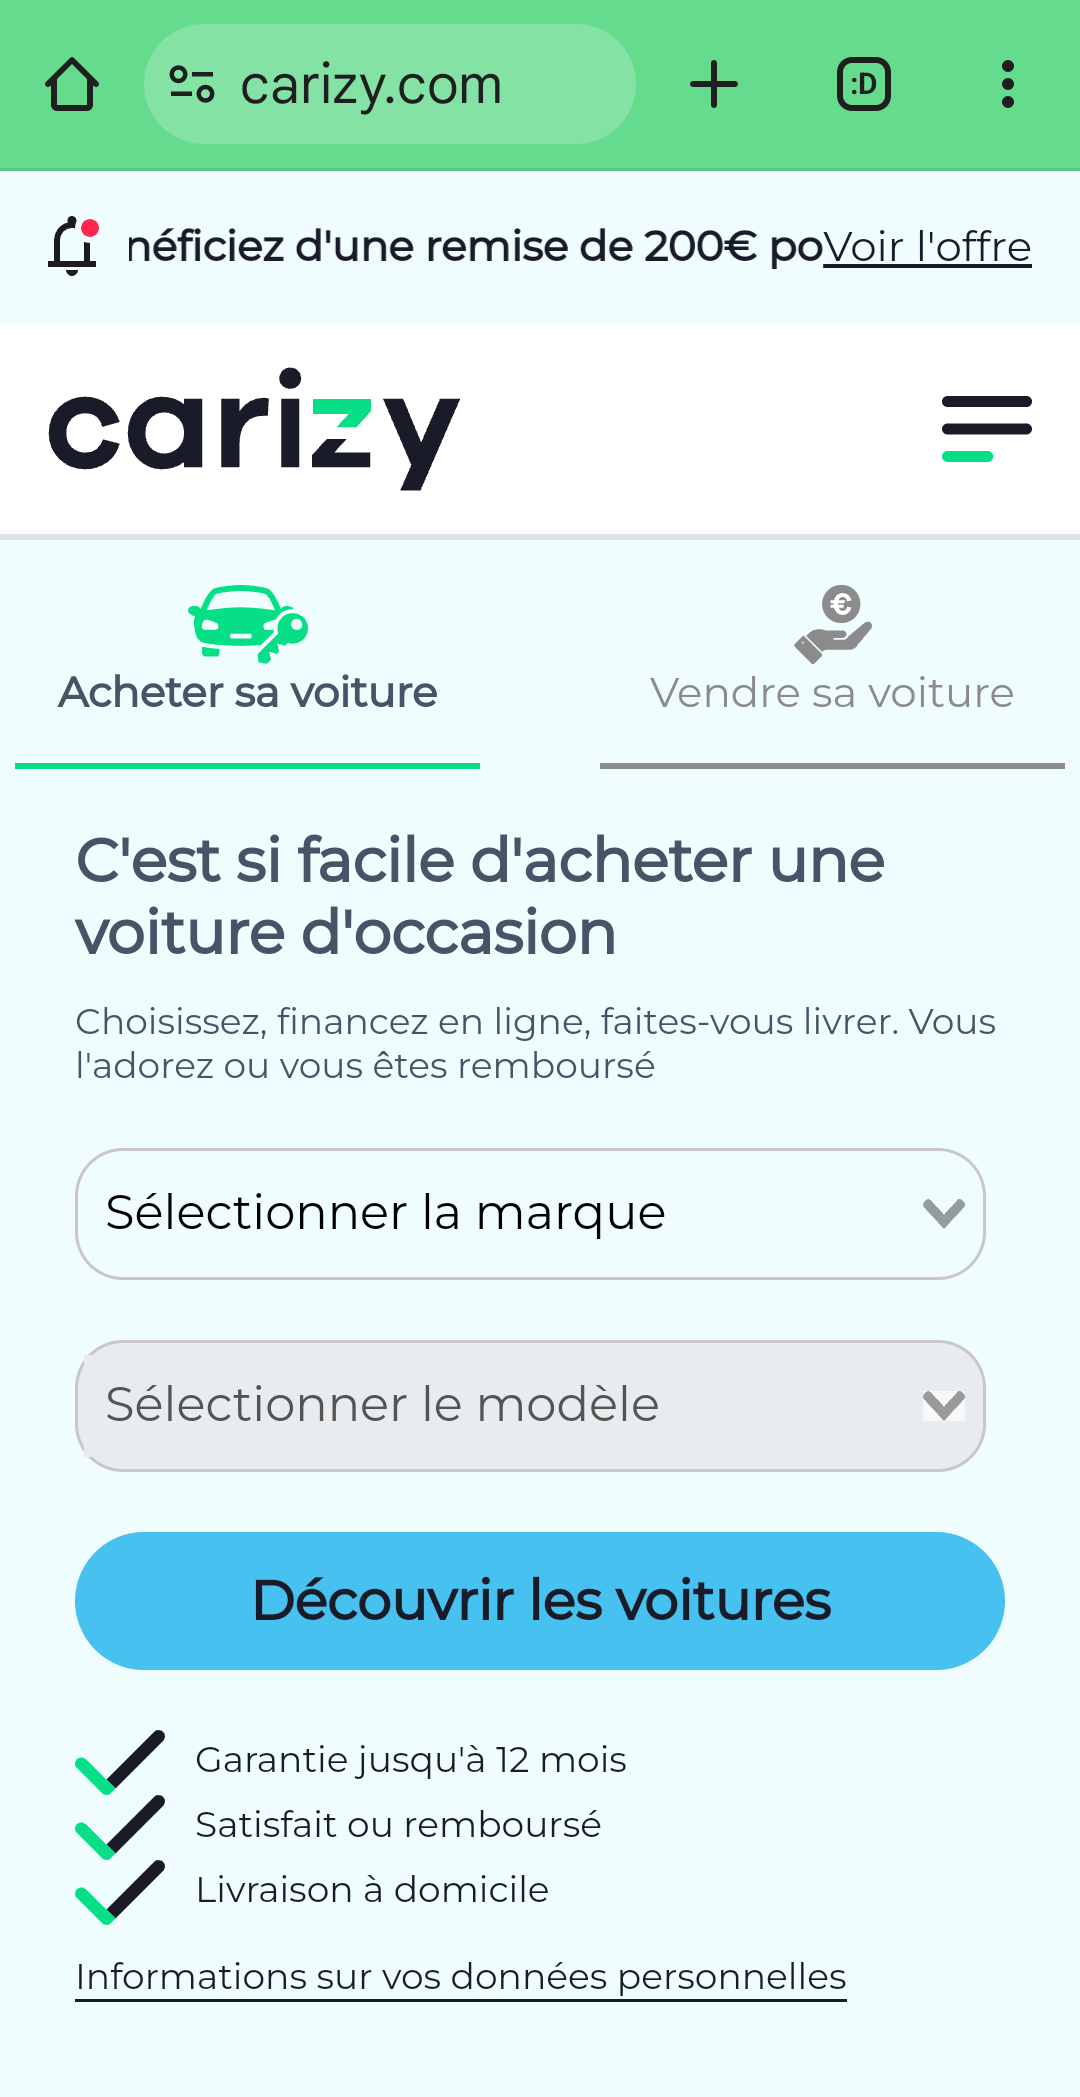 carizy.com
:D
néficiez d'une remise de 200€ po
Voir l'offre
carizy
Acheter sa voiture
Vendre sa voiture
C'est si facile d'acheter une
voiture d'occasion
Choisissez, financez en ligne, faites-vous livrer. Vous
l'adorez ou vous êtes remboursé
Sélectionner la marque
Sélectionner le modèle
Découvrir les voitures
Garantie jusqu'à 12 mois
Satisfait ou remboursé
Livraison à domicile
Informations sur vos données personnelles